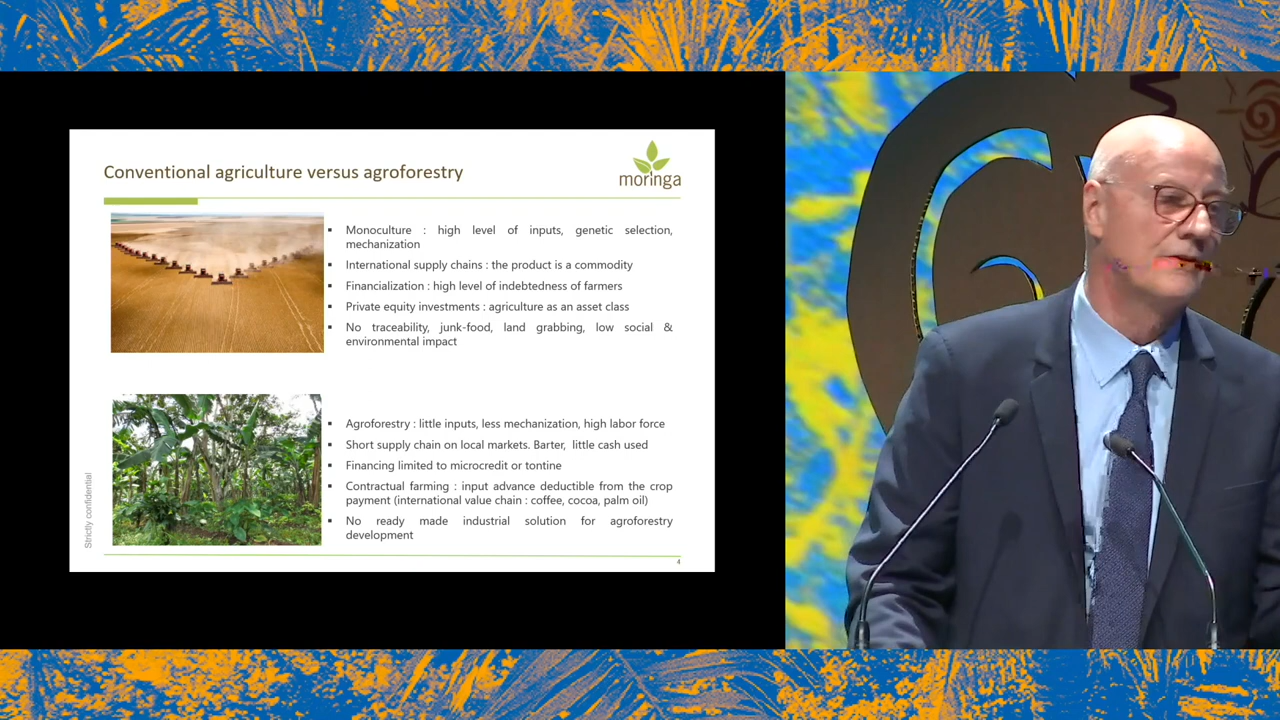 Conventional agriculture versus agroforestry
moringa
Monoculture : high level of inputs, genetic selection,
mechanization
International supply chains : the product is a commodity
Financialization : high level of indebtedness of farmers
Private equity investments : agriculture as an asset class
No traceability, junk-food, land grabbing, low social &
environmental impact
Agroforestry : little inputs, less mechanization, high labor force
Short supply chain on local markets. Barter, little cash used
Financing limited to microcredit or tontine
Contractual farming : input advance deductible from the crop
payment (international value chain : coffee, cocoa, palm oil)
No ready made industrial solution for agroforestry
development
Strictly confidential
4